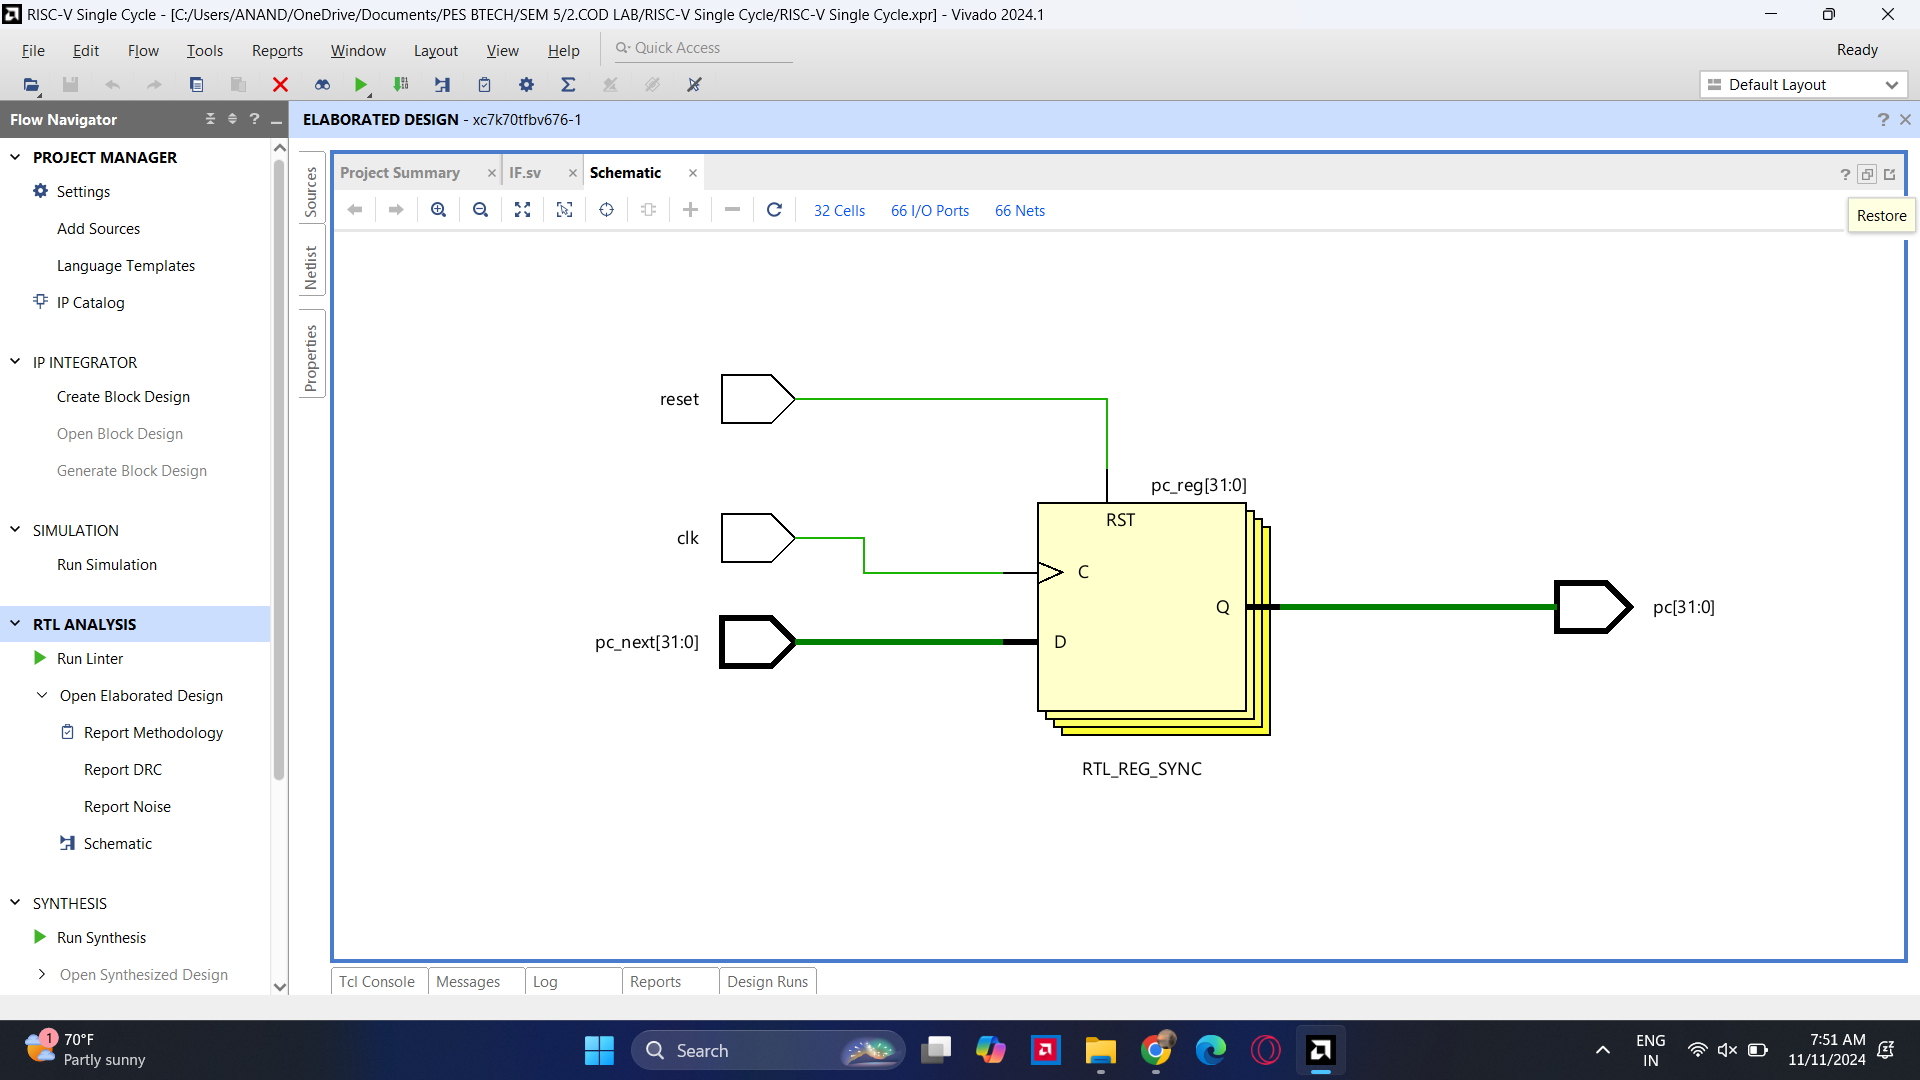 RISC-V Single Cycle - [C:/Users/ANAND/OneDrive/Documents/PES BTECH/SEM 5/2.COD LAB/RISC-V Single Cycle/RISC-V Single Cycle.xpr] - Vivado 2024.1
File Edit Flow Tools Reports Window Layout View Help Quick Access Ready
Default Layout
Flow Navigator
ELABORATED DESIGN - xc7k70tfbv676-1
PROJECT MANAGER
Settings
Add Sources
Language Templates
IP Catalog
IP INTEGRATOR
Create Block Design
Open Block Design
Generate Block Design
SIMULATION
Run Simulation
RTL ANALYSIS
Run Linter
Open Elaborated Design
Report Methodology
Report DRC
Report Noise
Schematic
SYNTHESIS
Run Synthesis
Open Synthesized Design
Sources
Netlist
Properties
Project Summary IF.sv Schematic
32 Cells 66 I/O Ports 66 Nets
Restore
reset
pc_reg[31:0]
RST
clk
C
Q
pc[31:0]
pc_next[31:0]
D
RTL_REG_SYNC
Tcl Console Messages Log Reports Design Runs
1
70°F
Partly sunny
Search
ENG
IN
7:51 AM
11/11/2024